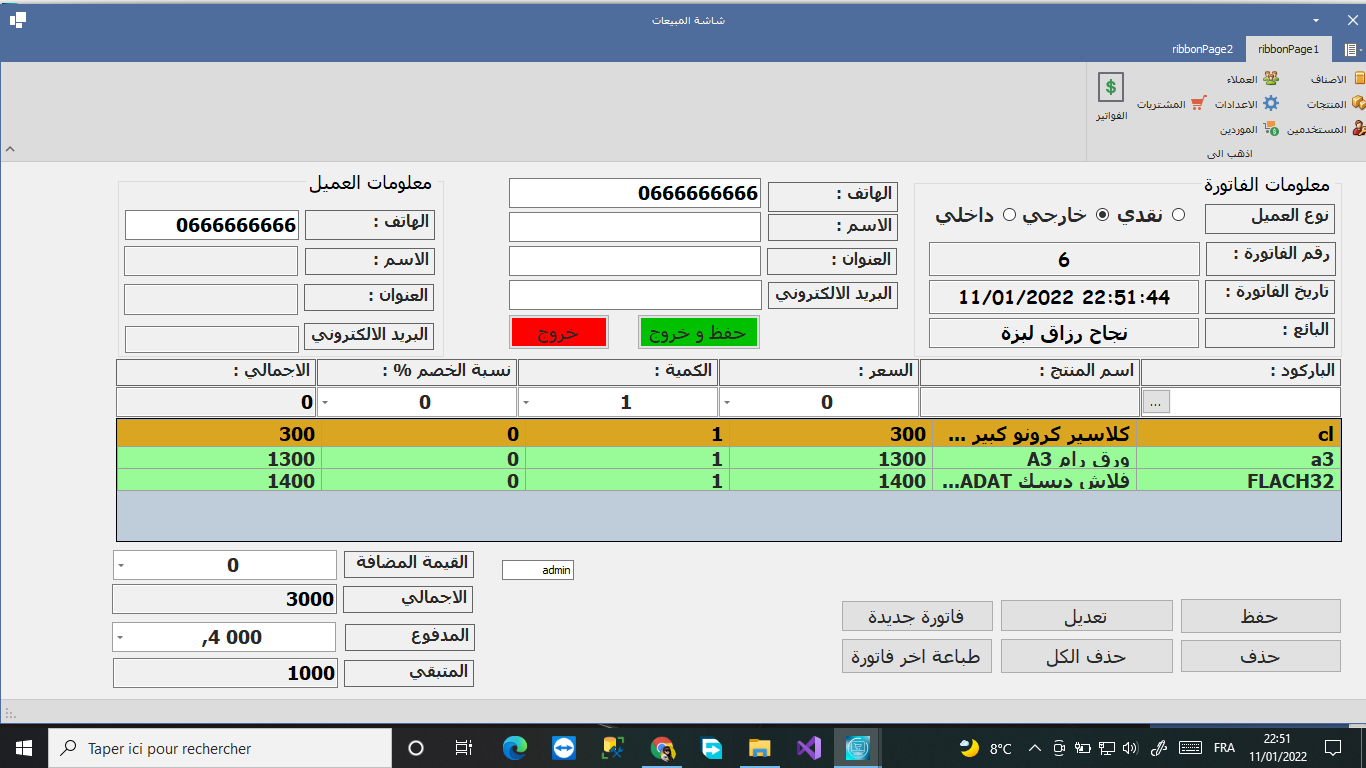 شاشة المبيعات
ribbonPage1 ribbonPage2
الاصناف العملاء
المنتجات الاعدادات المشتريات
المستخدمين الموردين
الفواتير
اذهب الى
معلومات الفاتورة
نوع العميل نقدي خارجي داخلي
رقم الفاتورة : 6
تاريخ الفاتورة : 11/01/2022 22:51:44
البائع : نجاح رزاق لبزة
الهاتف : 0666666666
الاسم :
العنوان :
البريد الالكتروني
حفظ و خروج خروج
معلومات العميل
الهاتف : 0666666666
الاسم :
العنوان :
البريد الالكتروني
الباركود : اسم المنتج : السعر : الكمية : نسبة الخصم % : الاجمالي :
... 0 1 0 0
cl كلاسير كرونو كبير ... 300 1 0 300
a3 ورق رام A3 1300 1 0 1300
FLACH32 فلاش ديسك ADAT... 1400 1 0 1400
القيمة المضافة 0
الاجمالي 3000
المدفوع 4 000,
المتبقي 1000
admin
حفظ تعديل فاتورة جديدة
حذف حذف الكل طباعة اخر فاتورة
Taper ici pour rechercher
8°C
FRA
22:51
11/01/2022